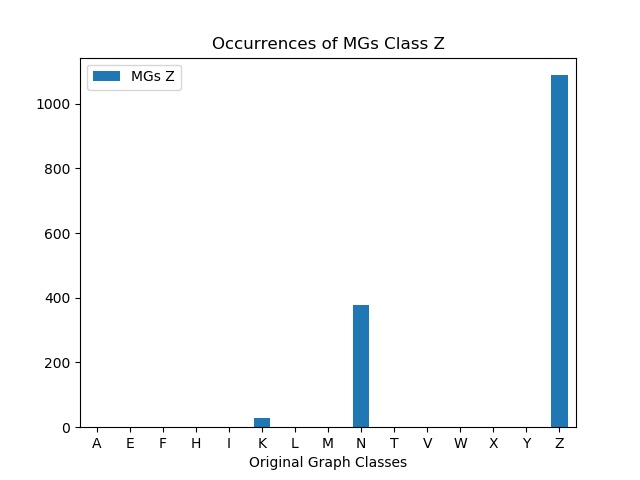 Occurrences of MGs Class Z
MGs Z
1000
800
600
400
200
0
A E F H I K L M N T V W X Y Z
Original Graph Classes